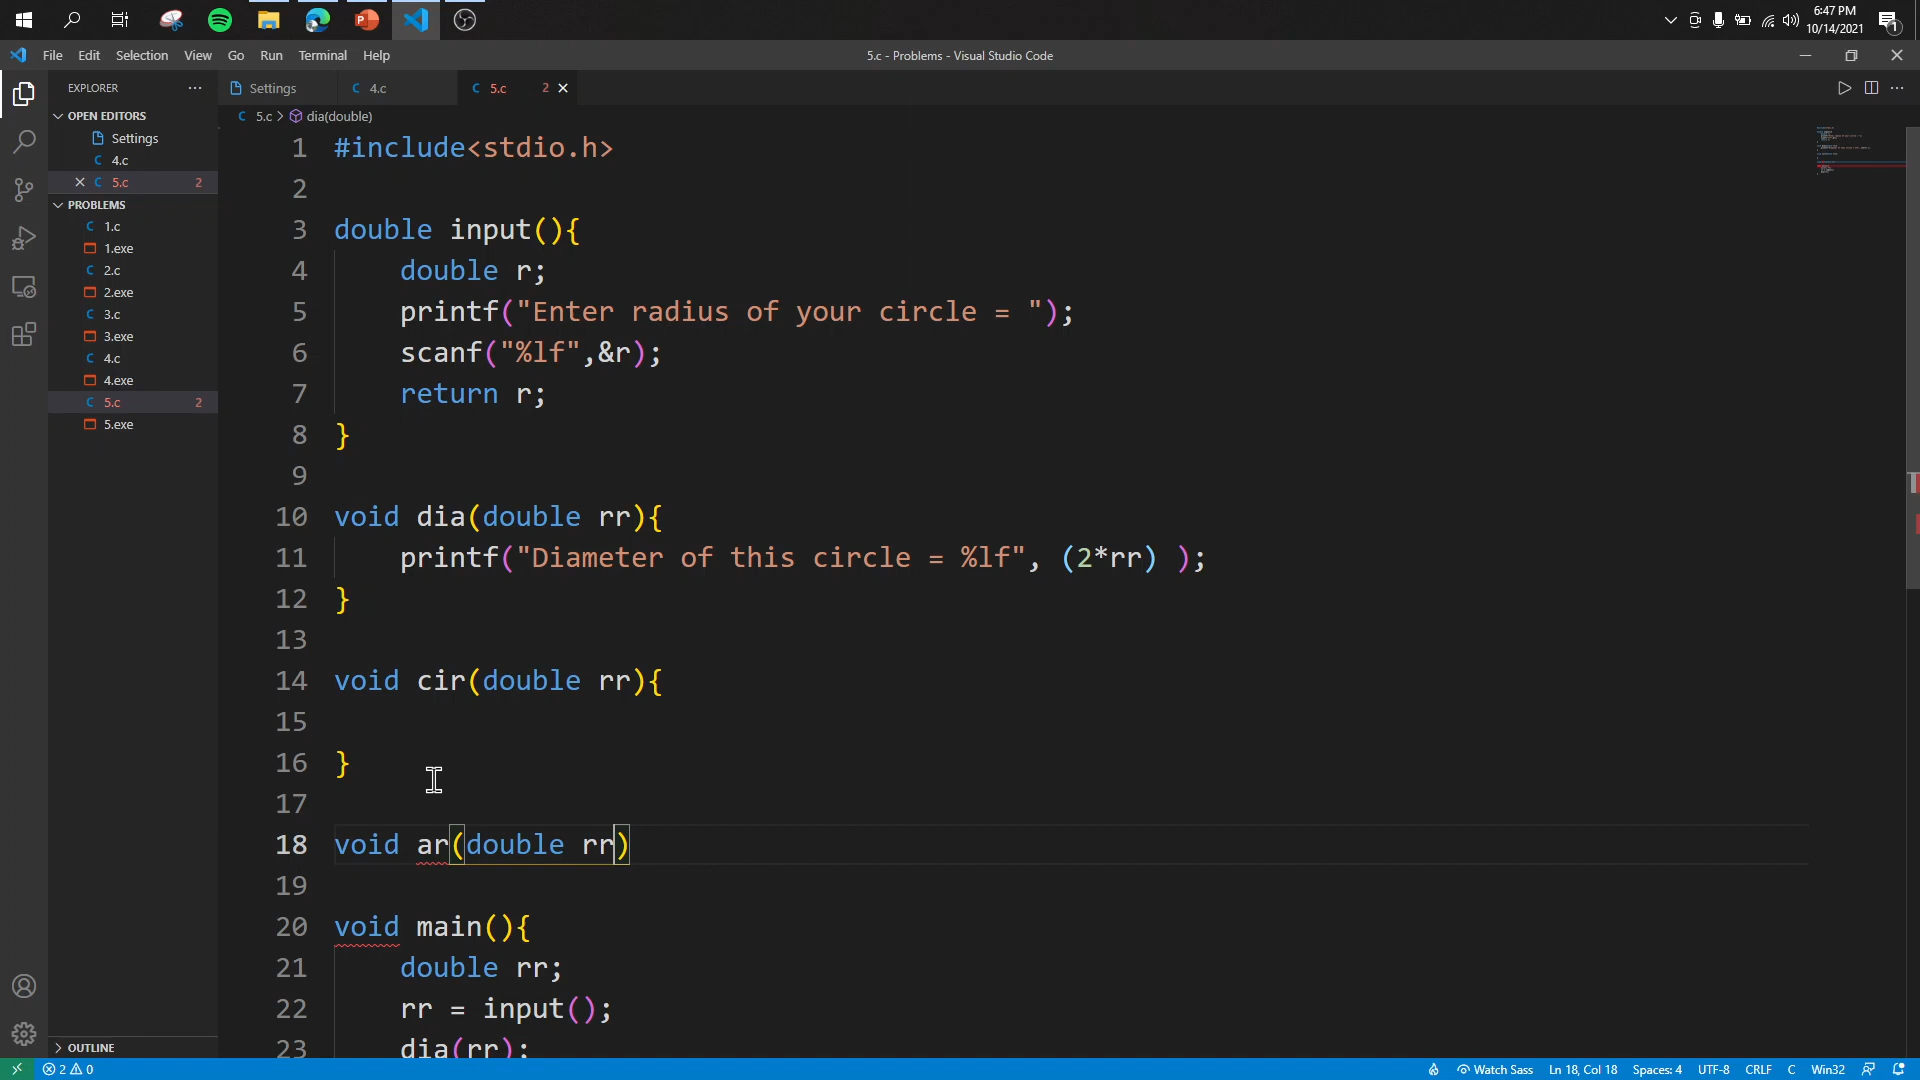 6:47 PM
10/14/2021
1
File Edit Selection View Go Run Terminal Help
5.c - Problems - Visual Studio Code
EXPLORER
Settings
4.c
5.c 2
OPEN EDITORS
Settings
4.c
5.c 2
PROBLEMS
1.c
1.exe
2.c
2.exe
3.c
3.exe
4.c
4.exe
5.c 2
5.exe
OUTLINE
5.c > dia(double)
1 #include<stdio.h>
2
3 double input(){
4 double r;
5 printf("Enter radius of your circle = ");
6 scanf("%lf",&r);
7 return r;
8 }
9
10 void dia(double rr){
11 printf("Diameter of this circle = %lf", (2*rr) );
12 }
13
14 void cir(double rr){
15
16 }
17
18 void ar(double rr)
19
20 void main(){
21 double rr;
22 rr = input();
23 dia(rr);
2 0
Watch Sass Ln 18, Col 18 Spaces: 4 UTF-8 CRLF C Win32